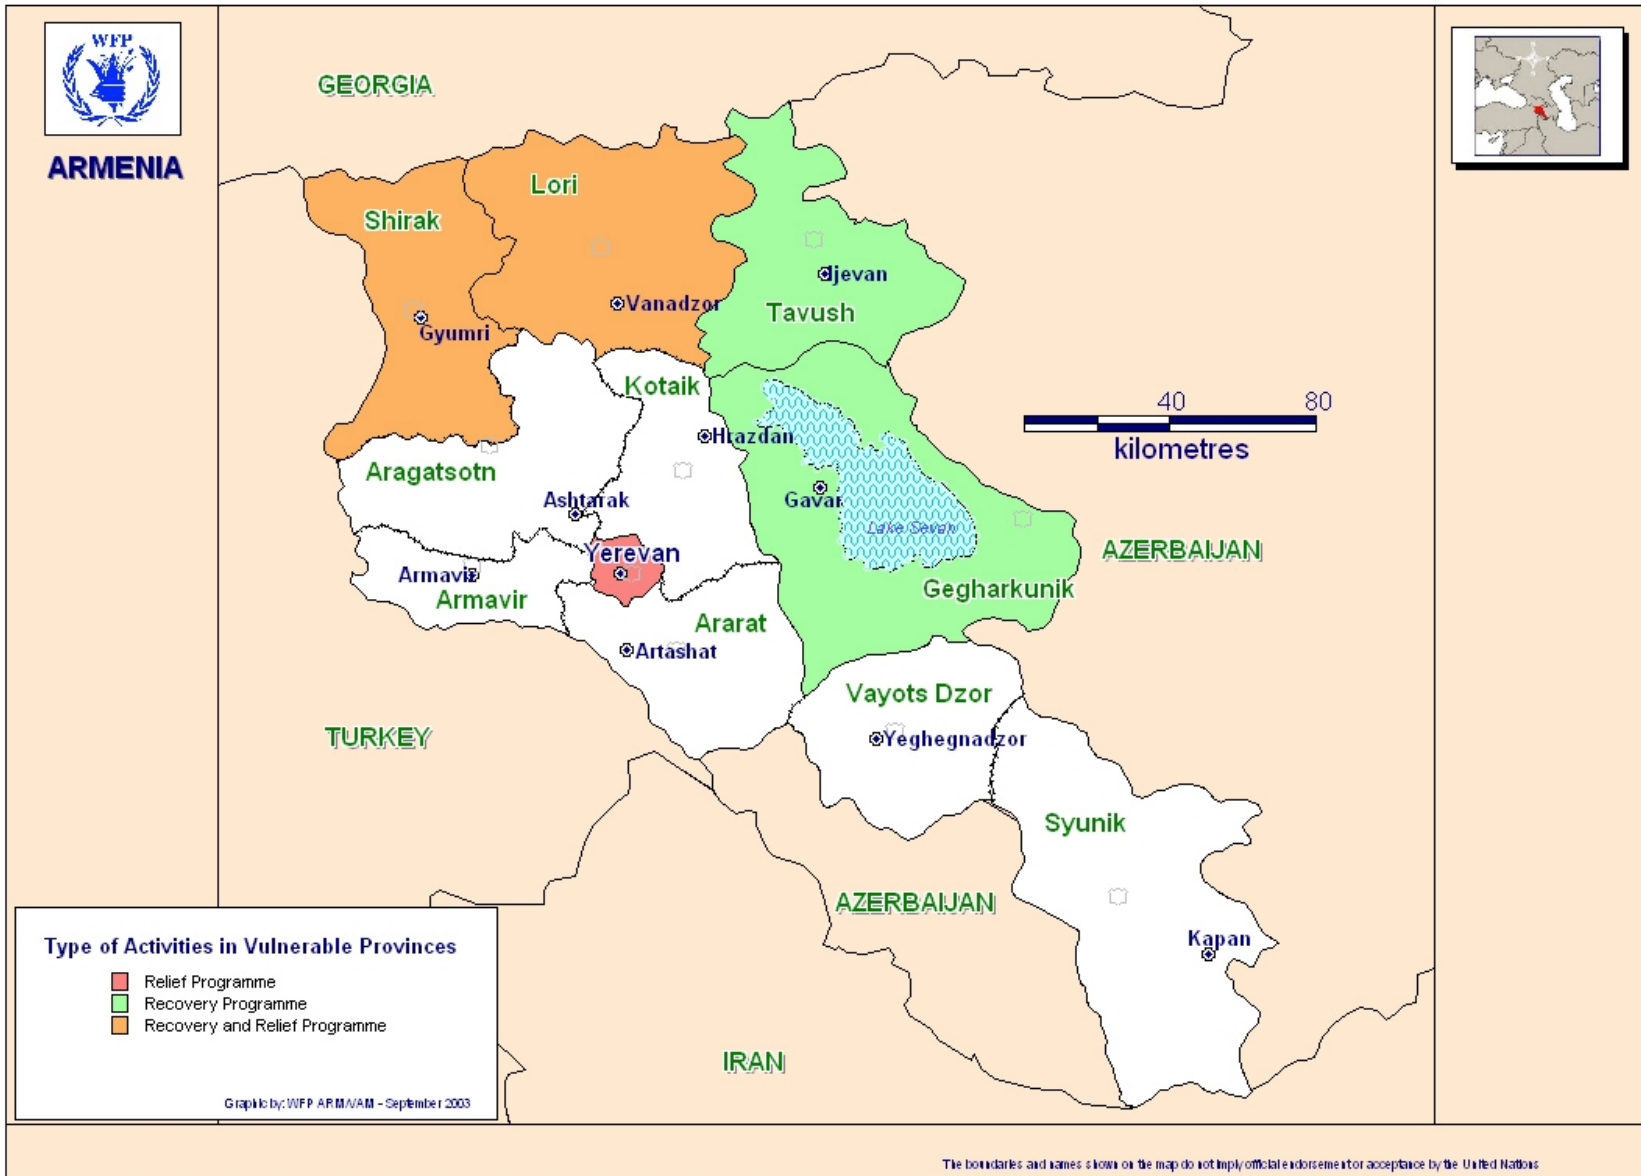 WFP
ARMENIA
GEORGIA
Lori
Shirak
Ijevan
Vanadzor
Tavush
Gyumri
Kotaik
40 80
kilometres
Hrazdan
Aragatsotn
Ashtarak
Gavar
Lake Sevan
Yerevan
AZERBAIJAN
Armavir
Armavir
Gegharkunik
Ararat
Artashat
Vayots Dzor
TURKEY
Yeghegnadzor
Syunik
AZERBAIJAN
Kapan
IRAN
Type of Activities in Vulnerable Provinces
Relief Programme
Recovery Programme
Recovery and Relief Programme
Graphic by: WFP ARM/VAM - September 2003
The boundaries and names shown on the map do not imply official endorsement or acceptance by the United Nations